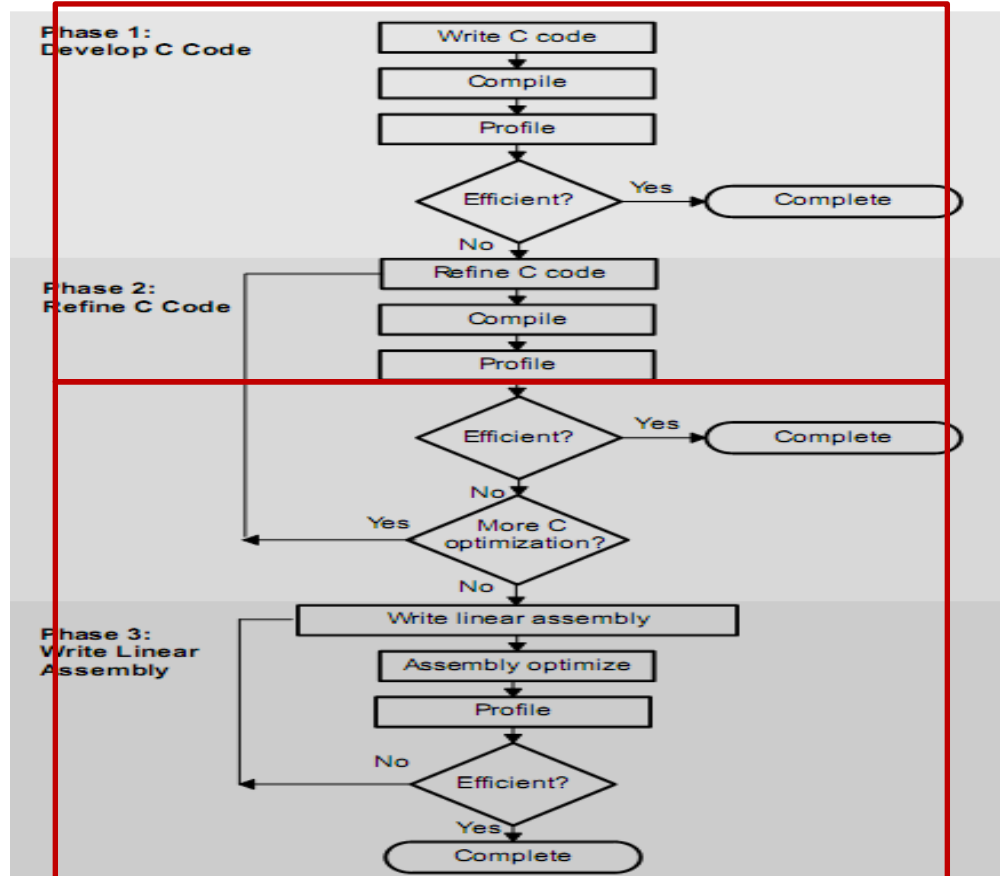 Phase 1:
Develop C Code
Write C code
Compile
Profile
Efficient?
Yes
Complete
No
Phase 2:
Refine C Code
Refine C code
Compile
Profile
Efficient?
Yes
Complete
No
More C
optimization?
Yes
No
Phase 3:
Write Linear
Assembly
Write linear assembly
Assembly optimize
Profile
Efficient?
No
Yes
Complete